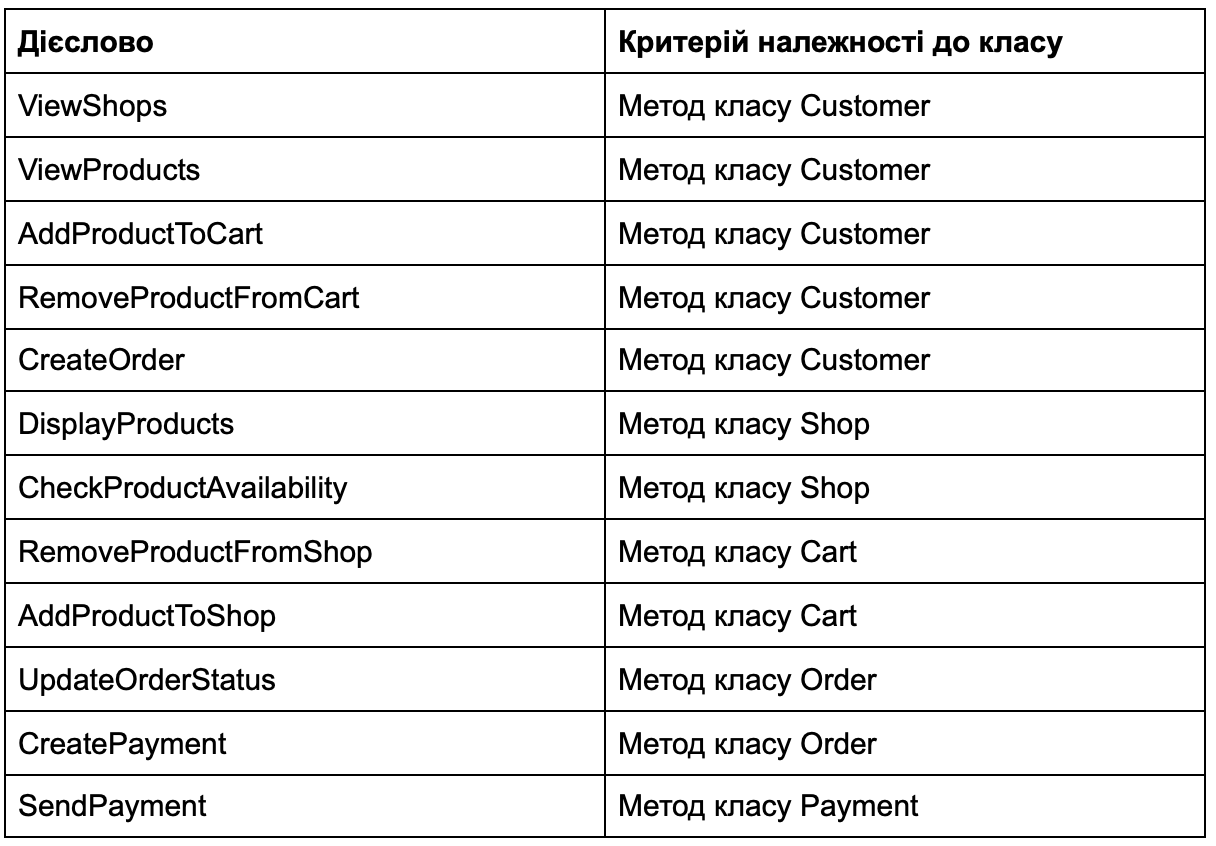 Дієслово Критерій належності до класу
ViewShops Метод класу Customer
ViewProducts Метод класу Customer
AddProductToCart Метод класу Customer
RemoveProductFromCart Метод класу Customer
CreateOrder Метод класу Customer
DisplayProducts Метод класу Shop
CheckProductAvailability Метод класу Shop
RemoveProductFromShop Метод класу Cart
AddProductToShop Метод класу Cart
UpdateOrderStatus Метод класу Order
CreatePayment Метод класу Order
SendPayment Метод класу Payment